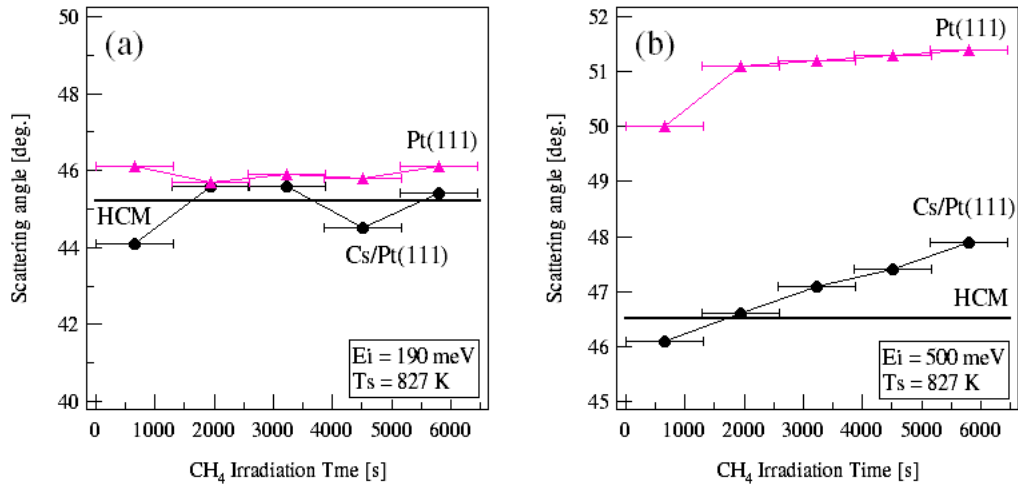 (a)
50
48
46
44
42
40
Scattering angle [deg.]
Pt(111)
HCM
Cs/Pt(111)
Ei = 190 meV
Ts = 827 K
0 1000 2000 3000 4000 5000 6000
CH4 Irradiation Tme [s]
(b)
52
51
50
49
48
47
46
45
Scattering angle [deg.]
Pt(111)
Cs/Pt(111)
HCM
Ei = 500 meV
Ts = 827 K
0 1000 2000 3000 4000 5000 6000
CH4 Irradiation Time [s]